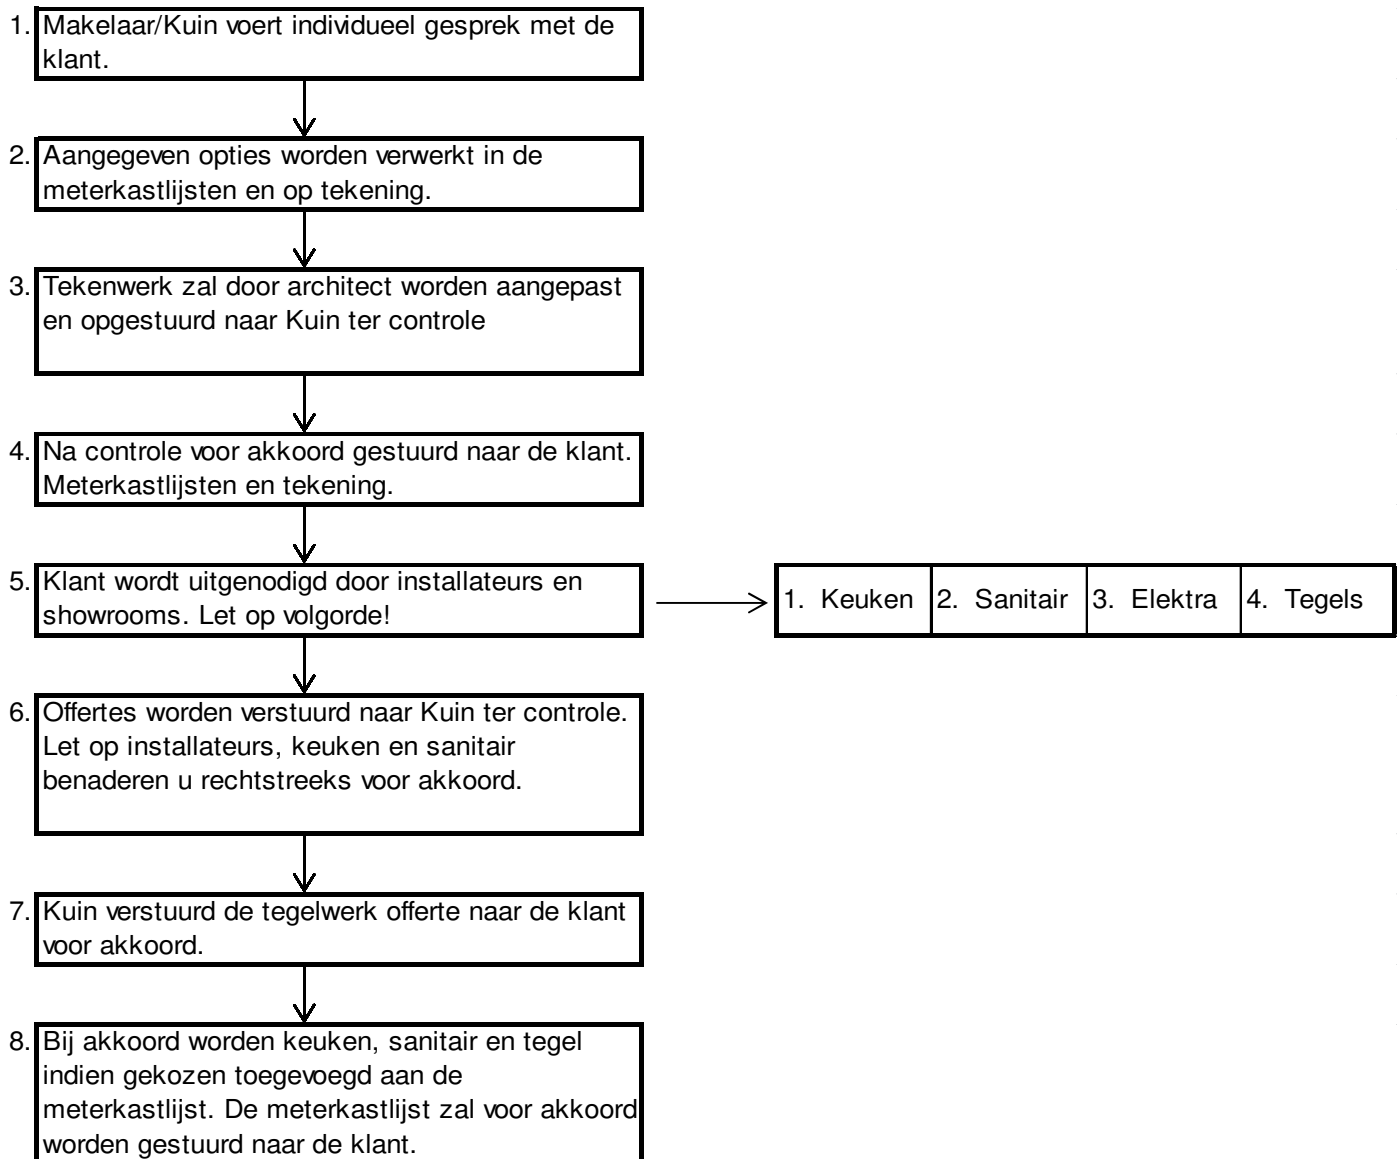 1. Makelaar/Kuin voert individueel gesprek met de
klant.
2. Aangegeven opties worden verwerkt in de
meterkastlijsten en op tekening.
3. Tekenwerk zal door architect worden aangepast
en opgestuurd naar Kuin ter controle
4. Na controle voor akkoord gestuurd naar de klant.
Meterkastlijsten en tekening.
5. Klant wordt uitgenodigd door installateurs en
showrooms. Let op volgorde!
1. Keuken 2. Sanitair 3. Elektra 4. Tegels
6. Offertes worden verstuurd naar Kuin ter controle.
Let op installateurs, keuken en sanitair
benaderen u rechtstreeks voor akkoord.
7. Kuin verstuurd de tegelwerk offerte naar de klant
voor akkoord.
8. Bij akkoord worden keuken, sanitair en tegel
indien gekozen toegevoegd aan de
meterkastlijst. De meterkastlijst zal voor akkoord
worden gestuurd naar de klant.